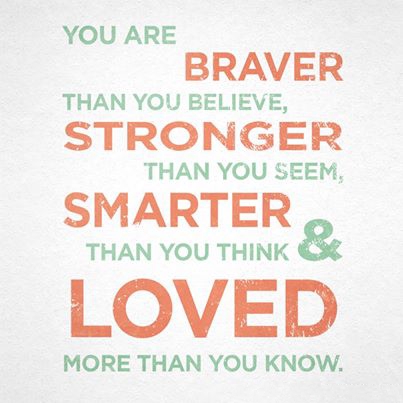 YOU ARE
BRAVER
THAN YOU BELIEVE,
STRONGER
THAN YOU SEEM,
SMARTER
THAN YOU THINK &
LOVED
MORE THAN YOU KNOW.